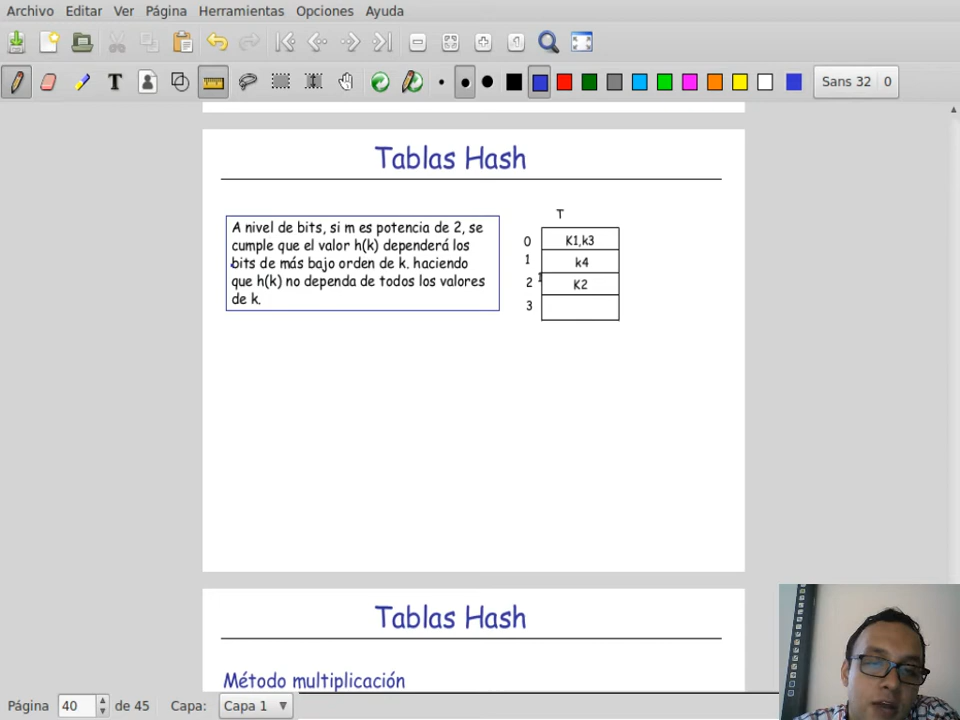 Archivo Editar Ver Página Herramientas Opciones Ayuda
T Sans 32 0
Tablas Hash
A nivel de bits, si m es potencia de 2, se
cumple que el valor h(k) dependerá los
bits de más bajo orden de k. haciendo
que h(k) no dependa de todos los valores
de k.
T
0 K1,k3
1 k4
2 K2
3
Tablas Hash
Método multiplicación
Página 40 de 45 Capa: Capa 1